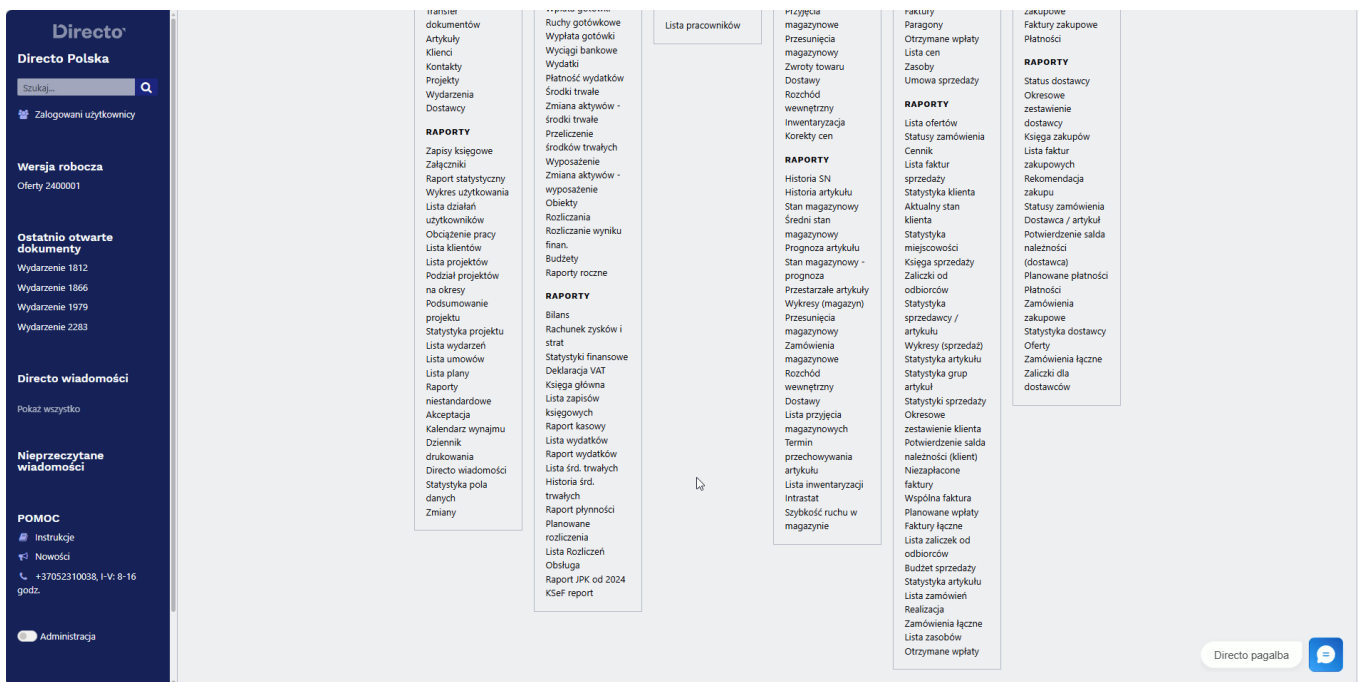 Directo
Directo Polska
Szukaj...
Zalogowani użytkownicy
Wersja robocza
Oferty 2400001
Ostatnio otwarte
dokumenty
Wydarzenie 1812
Wydarzenie 1866
Wydarzenie 1979
Wydarzenie 2283
Directo wiadomości
Pokaż wszystko
Nieprzeczytane
wiadomości
POMOC
Instrukcje
Nowości
+37052310038, I-V: 8-16
godz.
Administracja
Transfer
dokumentów
Artykuły
Klienci
Kontakty
Projekty
Wydarzenia
Dostawcy
RAPORTY
Zapisy księgowe
Załączniki
Raport statystyczny
Wykres użytkowania
Lista działań
użytkowników
Obciążenie pracy
Lista klientów
Lista projektów
Podział projektów
na okresy
Podsumowanie
projektu
Statystyka projektu
Lista wydarzeń
Lista umowów
Lista plany
Raporty
niestandardowe
Akceptacja
Kalendarz wynajmu
Dziennik
drukowania
Directo wiadomości
Statystyka pola
danych
Zmiany
Wpłata gotówki
Ruchy gotówkowe
Wypłata gotówki
Wyciągi bankowe
Wydatki
Płatność wydatków
Środki trwałe
Zmiana aktywów -
środki trwałe
Przeliczenie
środków trwałych
Wyposażenie
Zmiana aktywów -
wyposażenie
Obiekty
Rozliczania
Rozliczanie wyniku
finan.
Budżety
Raporty roczne
RAPORTY
Bilans
Rachunek zysków i
strat
Statystyki finansowe
Deklaracja VAT
Księga główna
Lista zapisów
księgowych
Raport kasowy
Lista wydatków
Raport wydatków
Lista śrd. trwałych
Historia śrd.
trwałych
Raport płynności
Planowane
rozliczenia
Lista Rozliczeń
Obsługa
Raport JPK od 2024
KSeF report
Lista pracowników
Przyjęcia
magazynowe
Przesunięcia
magazynowy
Zwroty towaru
Dostawy
Rozchód
wewnętrzny
Inwentaryzacja
Korekty cen
RAPORTY
Historia SN
Historia artykułu
Stan magazynowy
Średni stan
magazynowy
Prognoza artykułu
Stan magazynowy -
prognoza
Przestarzałe artykuły
Wykresy (magazyn)
Przesunięcia
magazynowy
Zamówienia
magazynowe
Rozchód
wewnętrzny
Dostawy
Lista przyjęcia
magazynowych
Termin
przechowywania
artykułu
Lista inwentaryzacji
Intrastat
Szybkość ruchu w
magazynie
Faktury
Paragony
Otrzymane wpłaty
Lista cen
Zasoby
Umowa sprzedaży
RAPORTY
Lista ofertów
Statusy zamówienia
Cennik
Lista faktur
sprzedaży
Statystyka klienta
Aktualny stan
klienta
Statystyka
miejscowości
Księga sprzedaży
Zaliczki od
odbiorców
Statystyka
sprzedawcy /
artykułu
Wykresy (sprzedaż)
Statystyka artykułu
Statystyka grup
artykuł
Statystyki sprzedaży
Okresowe
zestawienie klienta
Potwierdzenie salda
należności (klient)
Niezapłacone
faktury
Wspólna faktura
Planowane wpłaty
Faktury łączne
Lista zaliczek od
odbiorców
Budżet sprzedaży
Statystyka artykułu
Lista zamówień
Realizacja
Zamówienia łączne
Lista zasobów
Otrzymane wpłaty
zakupowe
Faktury zakupowe
Płatności
RAPORTY
Status dostawcy
Okresowe
zestawienie
dostawcy
Księga zakupów
Lista faktur
zakupowych
Rekomendacja
zakupu
Statusy zamówienia
Dostawca / artykuł
Potwierdzenie salda
należności
(dostawca)
Planowane płatności
Płatności
Zamówienia
zakupowe
Statystyka dostawcy
Oferty
Zamówienia łączne
Zaliczki dla
dostawców
Directo pagalba